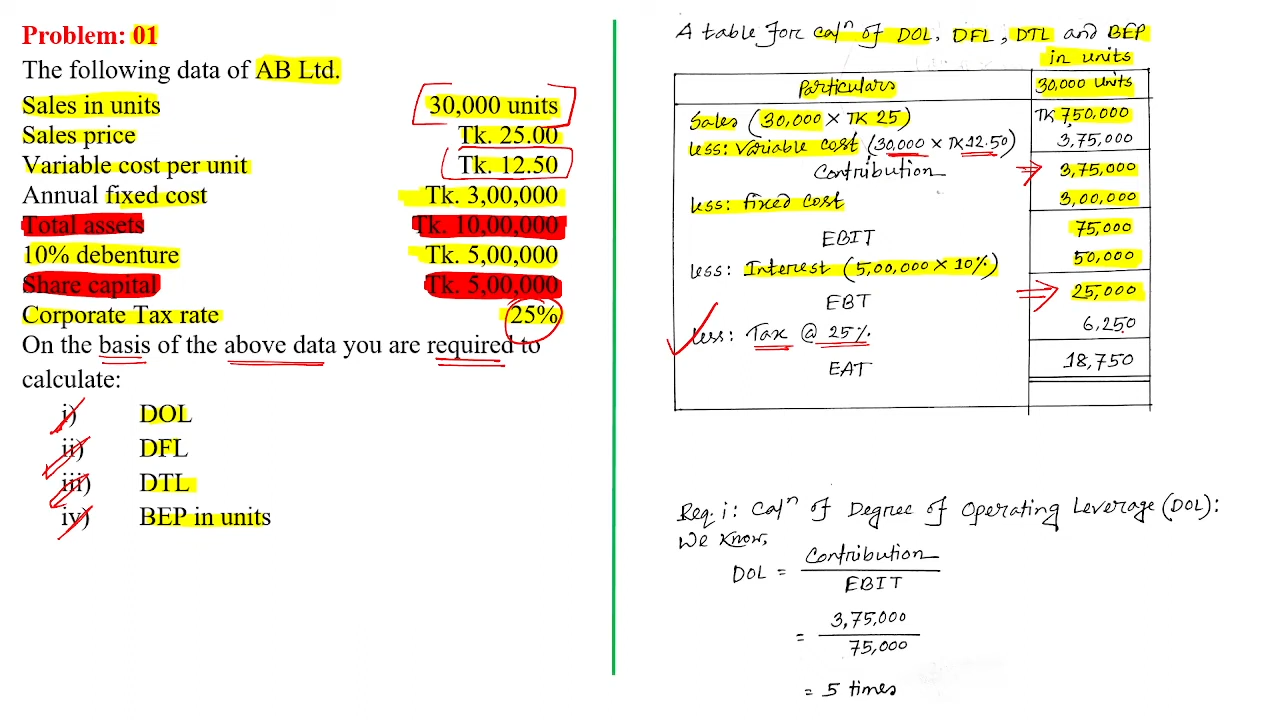 Problem: 01
The following data of AB Ltd.
Sales in units 30,000 units
Sales price Tk. 25.00
Variable cost per unit Tk. 12.50
Annual fixed cost Tk. 3,00,000
Total assets Tk. 10,00,000
10% debenture Tk. 5,00,000
Share capital Tk. 5,00,000
Corporate Tax rate 25%
On the basis of the above data you are required to
calculate:
i) DOL
ii) DFL
iii) DTL
iv) BEP in units
A table for calⁿ of DOL, DFL, DTL and BEP
in units
Particulars 30,000 units
Sales (30,000 × TK 25) TK 750,000
less: variable cost (30,000 × TK 12.50) 3,75,000
Contribution 3,75,000
less: fixed cost 3,00,000
EBIT 75,000
less: Interest (5,00,000 × 10%) 50,000
EBT 25,000
less: Tax @ 25% 6,250
EAT 18,750
Req. i: Calⁿ of Degree of Operating Leverage (DOL):
We know,
DOL = Contribution / EBIT
= 3,75,000 / 75,000
= 5 times